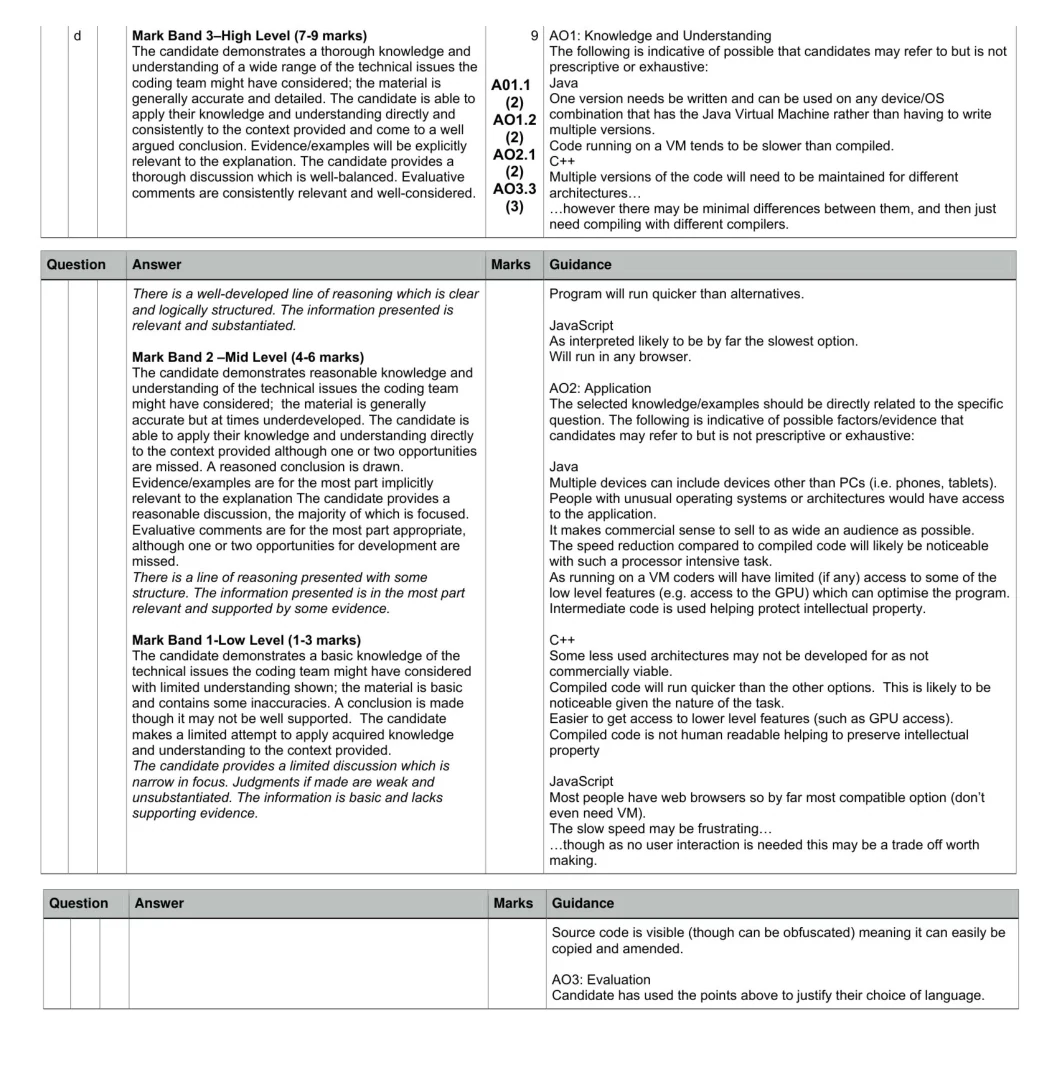 d
Mark Band 3–High Level (7-9 marks)
The candidate demonstrates a thorough knowledge and
understanding of a wide range of the technical issues the
coding team might have considered; the material is
generally accurate and detailed. The candidate is able to
apply their knowledge and understanding directly and
consistently to the context provided and come to a well
argued conclusion. Evidence/examples will be explicitly
relevant to the explanation. The candidate provides a
thorough discussion which is well-balanced. Evaluative
comments are consistently relevant and well-considered.
9
A01.1
(2)
AO1.2
(2)
AO2.1
(2)
AO3.3
(3)
AO1: Knowledge and Understanding
The following is indicative of possible that candidates may refer to but is not
prescriptive or exhaustive:
Java
One version needs be written and can be used on any device/OS
combination that has the Java Virtual Machine rather than having to write
multiple versions.
Code running on a VM tends to be slower than compiled.
C++
Multiple versions of the code will need to be maintained for different
architectures…
…however there may be minimal differences between them, and then just
need compiling with different compilers.
Question Answer Marks Guidance
There is a well-developed line of reasoning which is clear
and logically structured. The information presented is
relevant and substantiated.
Mark Band 2 –Mid Level (4-6 marks)
The candidate demonstrates reasonable knowledge and
understanding of the technical issues the coding team
might have considered; the material is generally
accurate but at times underdeveloped. The candidate is
able to apply their knowledge and understanding directly
to the context provided although one or two opportunities
are missed. A reasoned conclusion is drawn.
Evidence/examples are for the most part implicitly
relevant to the explanation The candidate provides a
reasonable discussion, the majority of which is focused.
Evaluative comments are for the most part appropriate,
although one or two opportunities for development are
missed.
There is a line of reasoning presented with some
structure. The information presented is in the most part
relevant and supported by some evidence.
Mark Band 1-Low Level (1-3 marks)
The candidate demonstrates a basic knowledge of the
technical issues the coding team might have considered
with limited understanding shown; the material is basic
and contains some inaccuracies. A conclusion is made
though it may not be well supported. The candidate
makes a limited attempt to apply acquired knowledge
and understanding to the context provided.
The candidate provides a limited discussion which is
narrow in focus. Judgments if made are weak and
unsubstantiated. The information is basic and lacks
supporting evidence.
Program will run quicker than alternatives.
JavaScript
As interpreted likely to be by far the slowest option.
Will run in any browser.
AO2: Application
The selected knowledge/examples should be directly related to the specific
question. The following is indicative of possible factors/evidence that
candidates may refer to but is not prescriptive or exhaustive:
Java
Multiple devices can include devices other than PCs (i.e. phones, tablets).
People with unusual operating systems or architectures would have access
to the application.
It makes commercial sense to sell to as wide an audience as possible.
The speed reduction compared to compiled code will likely be noticeable
with such a processor intensive task.
As running on a VM coders will have limited (if any) access to some of the
low level features (e.g. access to the GPU) which can optimise the program.
Intermediate code is used helping protect intellectual property.
C++
Some less used architectures may not be developed for as not
commercially viable.
Compiled code will run quicker than the other options. This is likely to be
noticeable given the nature of the task.
Easier to get access to lower level features (such as GPU access).
Compiled code is not human readable helping to preserve intellectual
property
JavaScript
Most people have web browsers so by far most compatible option (don't
even need VM).
The slow speed may be frustrating…
…though as no user interaction is needed this may be a trade off worth
making.
Question Answer Marks Guidance
Source code is visible (though can be obfuscated) meaning it can easily be
copied and amended.
AO3: Evaluation
Candidate has used the points above to justify their choice of language.